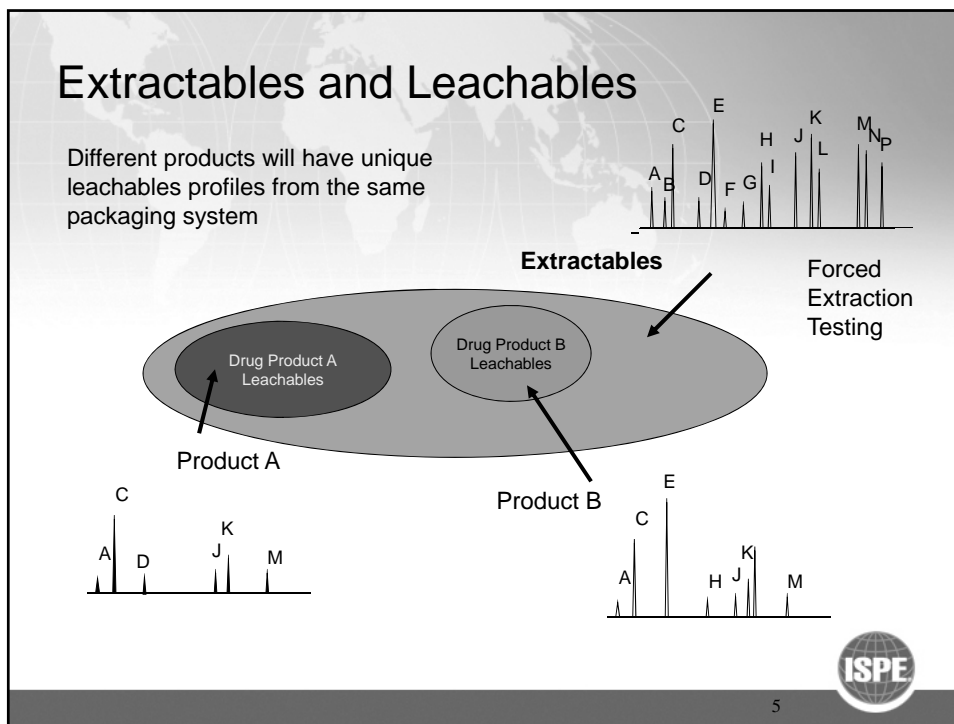 Extractables and Leachables
Different products will have unique
leachables profiles from the same
packaging system
A
B
C
D
E
F
G
H
I
J
K
L
M
N
P
Extractables
Forced
Extraction
Testing
Drug Product A
Leachables
Drug Product B
Leachables
Product A
A
C
D
J
K
M
Product B
A
C
E
H
J
K
M
ISPE
5